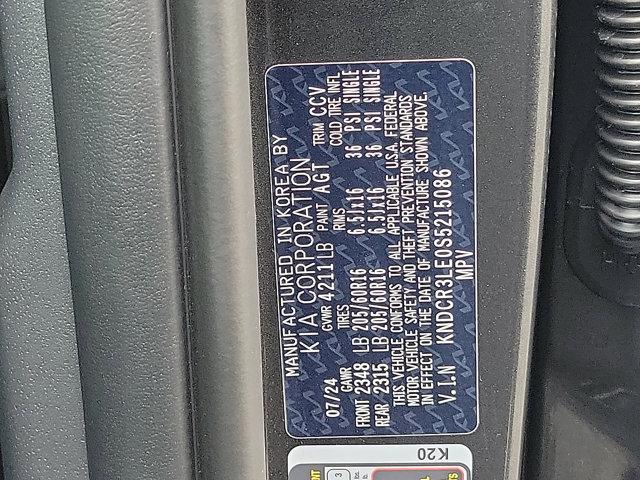 MANUFACTURED IN KOREA BY
KIA CORPORATION
07/24 GVWR 4211LB PAINT AGT TRIM CCV
GAWR TIRES RIMS COLD TIRE INFL
FRONT 2348 LB 205/60R16 6.5Jx16 36 PSI SINGLE
REAR 2315 LB 205/60R16 6.5Jx16 36 PSI SINGLE
THIS VEHICLE CONFORMS TO ALL APPLICABLE U.S.A. FEDERAL
MOTOR VEHICLE SAFETY AND THEFT PREVENTION STANDARDS
IN EFFECT ON THE DATE OF MANUFACTURE SHOWN ABOVE.
V.I.N KNDCR3LE0S5215086
MPV
K20
3